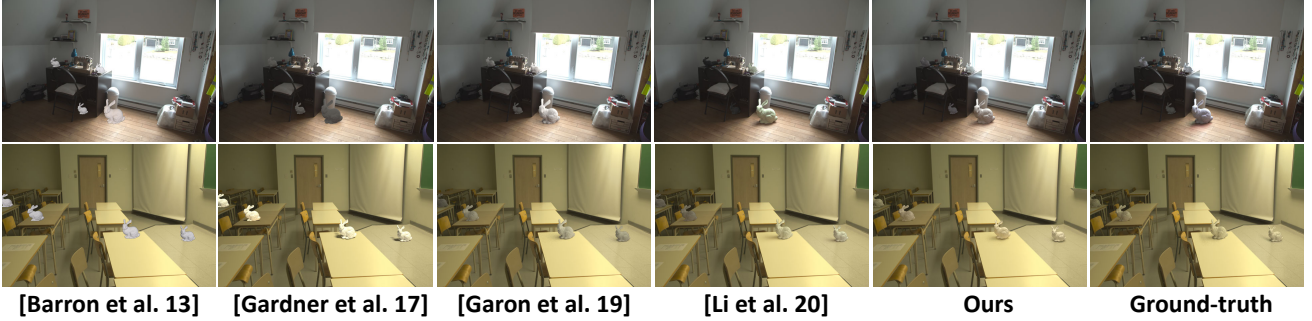 [Barron et al. 13] [Gardner et al. 17] [Garon et al. 19] [Li et al. 20] Ours Ground-truth